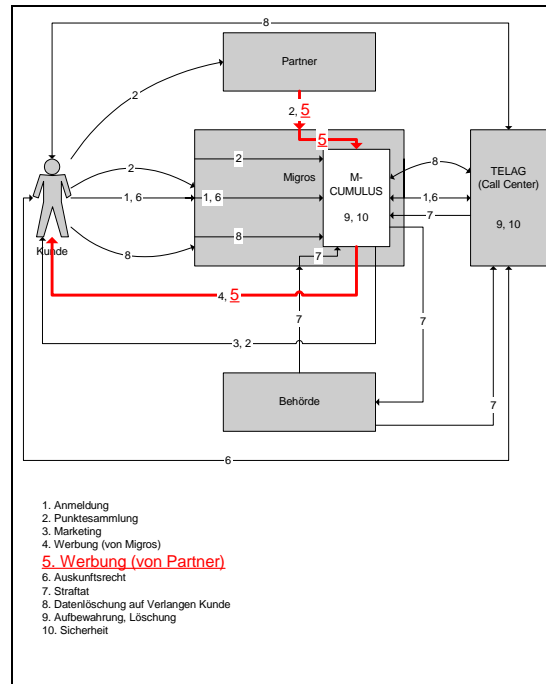 8
Partner
2
2, 5
5
2
2
Migros
M-
CUMULUS
9, 10
8
TELAG
(Call Center)
9, 10
1, 6
1, 6
1,6
7
8
8
Kunde
7
4, 5
3, 2
7
7
Behörde
7
6
1. Anmeldung
2. Punktesammlung
3. Marketing
4. Werbung (von Migros)
5. Werbung (von Partner)
6. Auskunftsrecht
7. Straftat
8. Datenlöschung auf Verlangen Kunde
9. Aufbewahrung, Löschung
10. Sicherheit